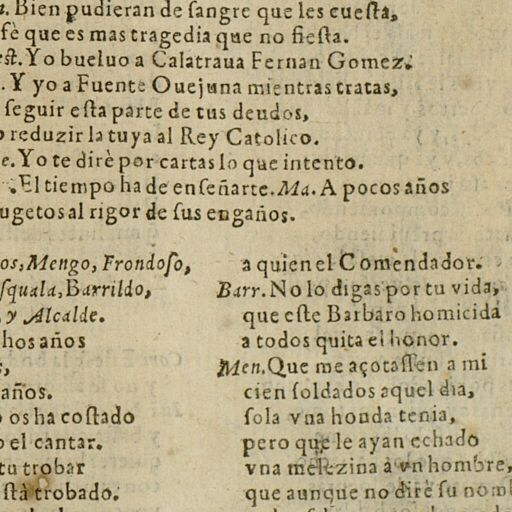 a. Bien pudieran de sangre que les cuesta,
fè que es mas tragedia que no fiesta.
est. Yo bueluo a Calatraua Fernan Gomez.
. Y yo a Fuente Ouejuna mientras tratas,
seguir esta parte de tus deudos,
o reduzir la tuya al Rey Catolico.
e. Yo te dirè por cartas lo que intento.
. El tiempo ha de enseñarte. Ma. A pocos años
ugetos al rigor de sus engaños.
os, Mengo, Frondoso,
squala, Barrildo,
, y Alcalde.
hos años
s,
años.
o os ha costado
o el cantar.
tu trobar
stà trobado.
a quien el Comendador.
Barr. No lo digas por tu vida,
que este Barbaro homicida
a todos quita el honor.
Men. Que me açotassen a mi
cien soldados aquel dia,
sola vna honda tenia,
pero que le ayan echado
vna melezina a vn hombre,
que aunque no dire su nomb